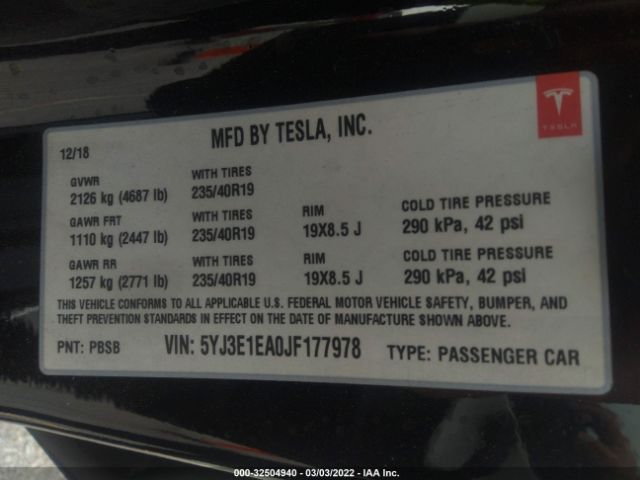 MFD BY TESLA, INC.
TESLA
12/18
GVWR WITH TIRES
2126 kg (4687 lb) 235/40R19
GAWR FRT WITH TIRES RIM COLD TIRE PRESSURE
1110 kg (2447 lb) 235/40R19 19X8.5 J 290 kPa, 42 psi
GAWR RR WITH TIRES RIM COLD TIRE PRESSURE
1257 kg (2771 lb) 235/40R19 19X8.5 J 290 kPa, 42 psi
THIS VEHICLE CONFORMS TO ALL APPLICABLE U.S. FEDERAL MOTOR VEHICLE SAFETY, BUMPER, AND
THEFT PREVENTION STANDARDS IN EFFECT ON THE DATE OF MANUFACTURE SHOWN ABOVE.
PNT: PBSB VIN: 5YJ3E1EA0JF177978 TYPE: PASSENGER CAR
000-32504940 - 03/03/2022 - IAA Inc.